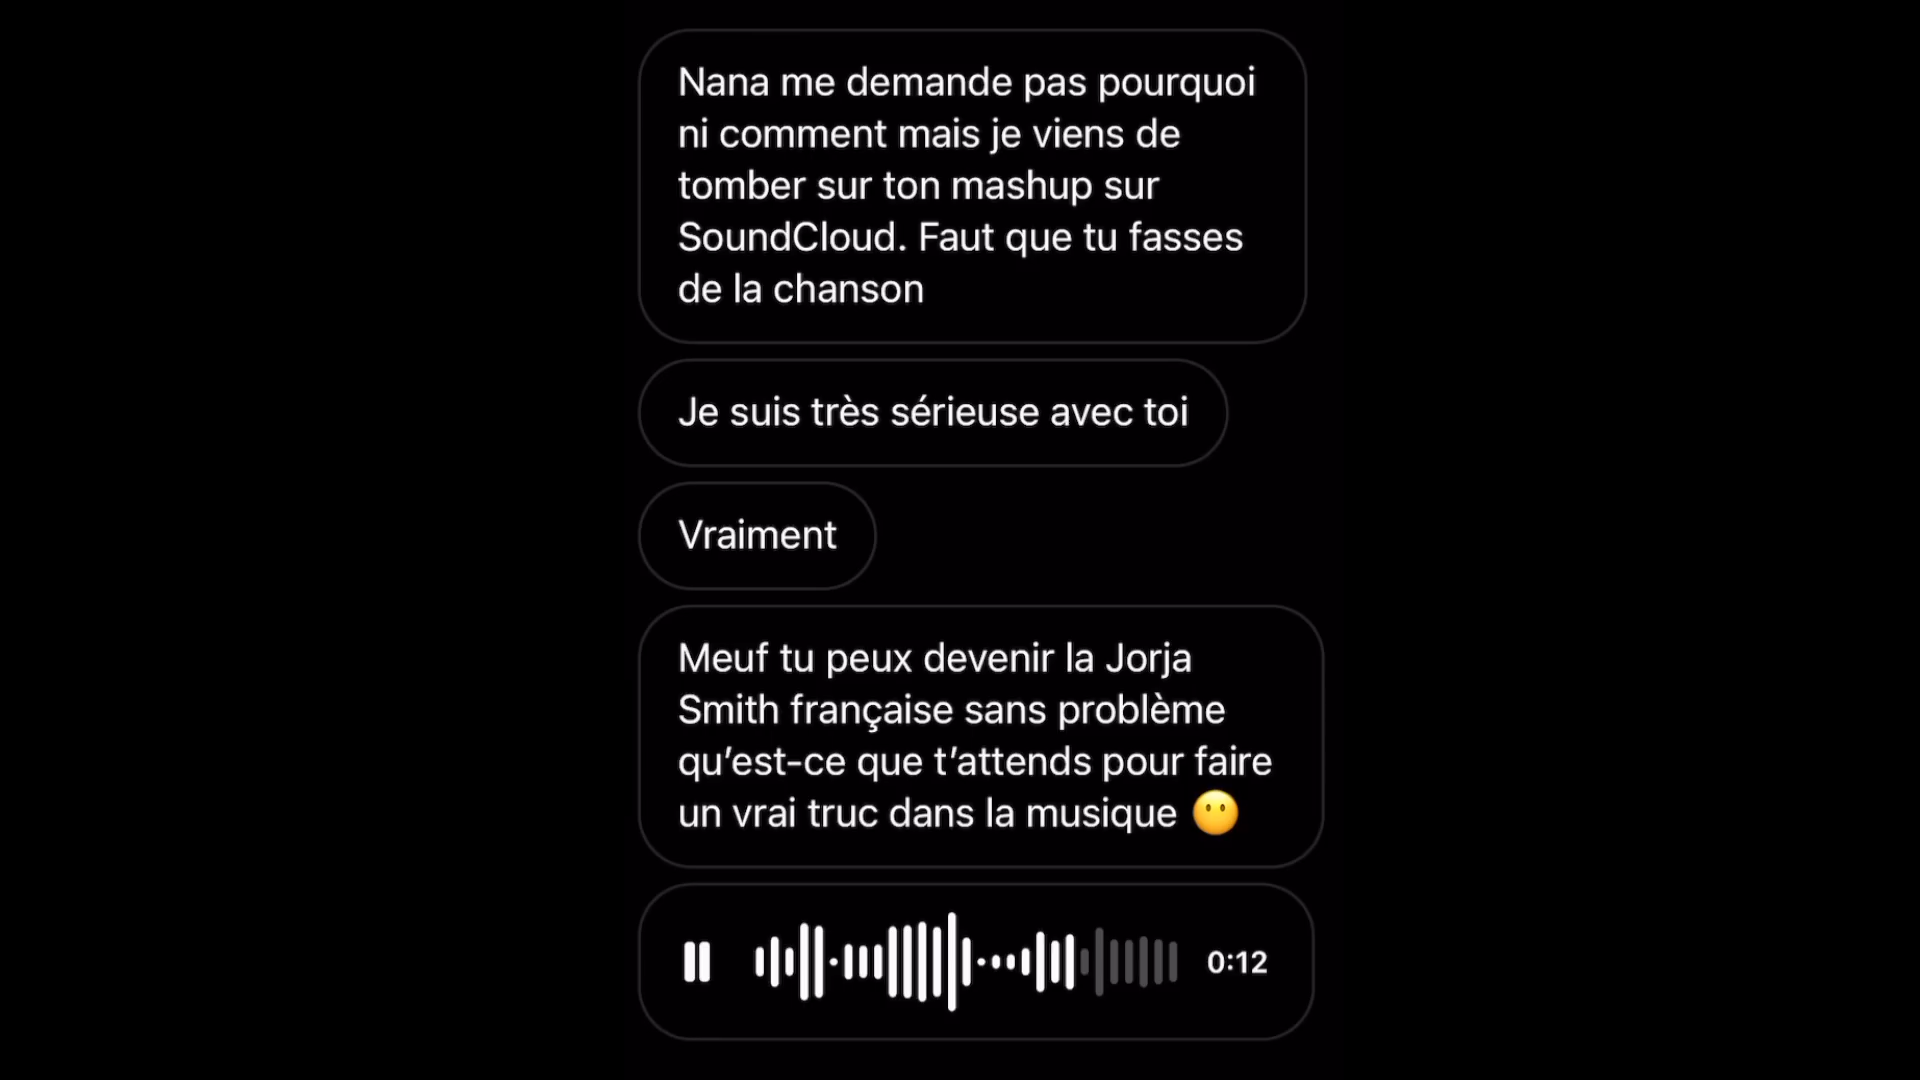 Nana me demande pas pourquoi
ni comment mais je viens de
tomber sur ton mashup sur
SoundCloud. Faut que tu fasses
de la chanson
Je suis très sérieuse avec toi
Vraiment
Meuf tu peux devenir la Jorja
Smith française sans problème
qu’est-ce que t’attends pour faire
un vrai truc dans la musique 😶
0:12